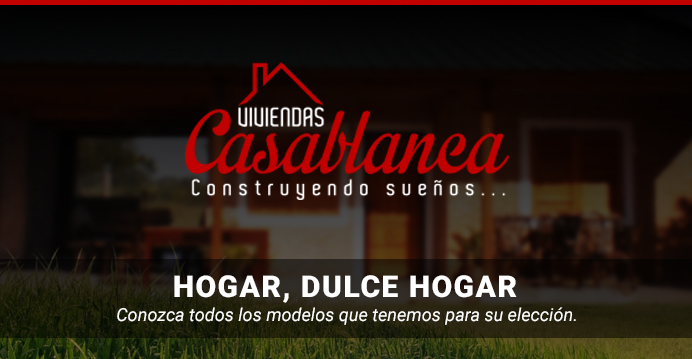 VIVIENDAS
Casablanca
Construyendo sueños...
HOGAR, DULCE HOGAR
Conozca todos los modelos que tenemos para su elección.